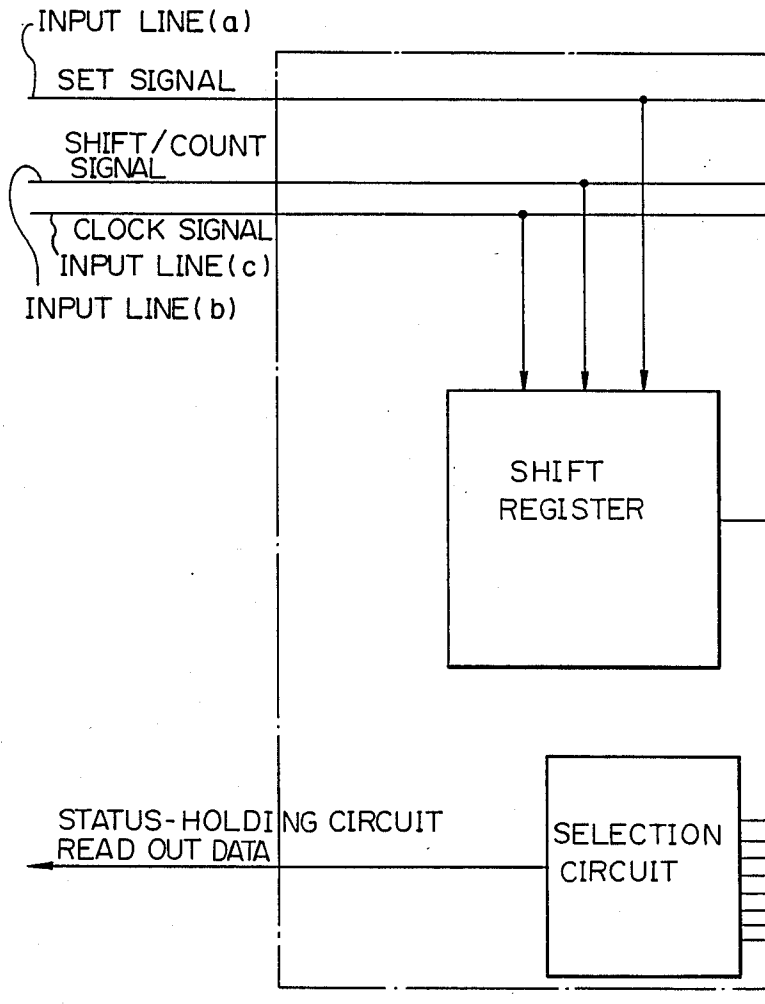 INPUT LINE(a)
SET SIGNAL
SHIFT/COUNT
SIGNAL
CLOCK SIGNAL
INPUT LINE(c)
INPUT LINE(b)
SHIFT
REGISTER
STATUS-HOLDING CIRCUIT
READ OUT DATA
SELECTION
CIRCUIT